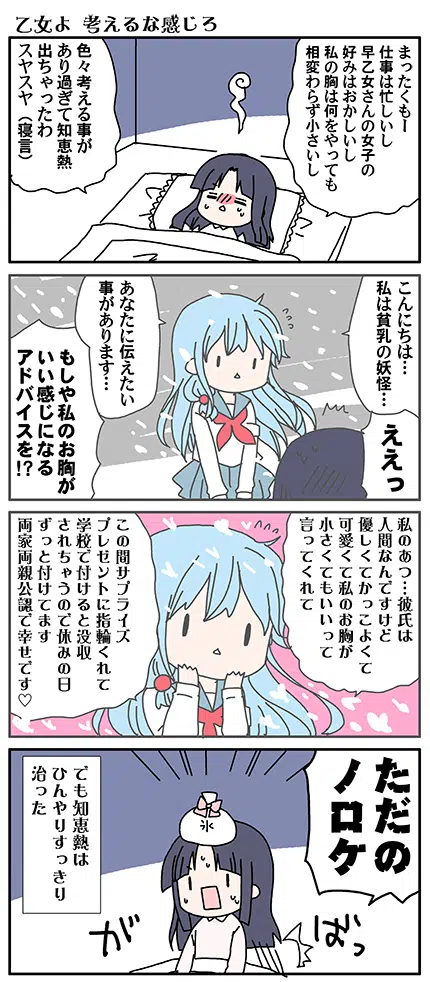 乙女よ 考えるな感じろ
まったくもー
仕事は忙しいし
早乙女さんの女子の
好みはおかしいし
私の胸は何をやっても
相変わらず小さいし
色々考える事が
あり過ぎて知恵熱
出ちゃったわ
スヤスヤ（寝言）
こんにちは…
私は貧乳の妖怪…
ええっ
あなたに伝えたい
事があります…
もしや私のお胸が
いい感じになる
アドバイスを!?
私のあつ…彼氏は
人間なんですけど
優しくてかっこよくて
可愛くて私のお胸が
小さくてもいいって
言ってくれて
この間サプライズ
プレゼントに指輪くれて
学校で付けると没収
されちゃうので休みの日
ずっと付けてます
両家両親公認で幸せです♡
ただの
ノロケ
氷
がばっ
でも知恵熱は
ひんやりすっきり
治った